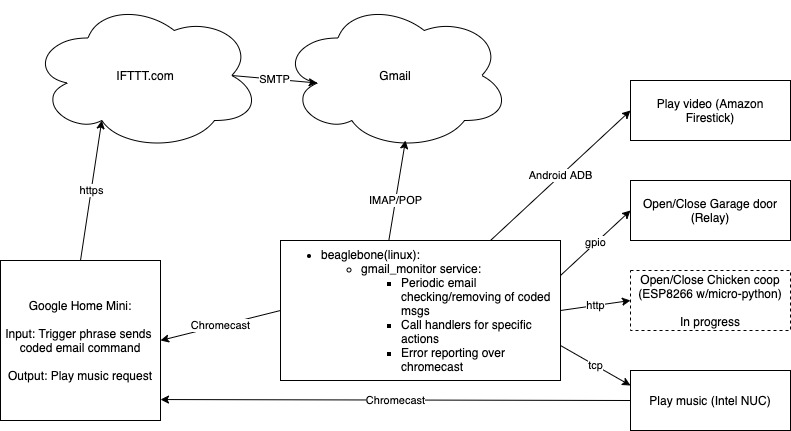 IFTTT.com
SMTP
Gmail
Play video (Amazon
Firestick)
Android ADB
https
IMAP/POP
Open/Close Garage door
(Relay)
gpio
beaglebone(linux):
gmail_monitor service:
Periodic email
checking/removing of coded
msgs
Call handlers for specific
actions
Error reporting over
chromecast
Open/Close Chicken coop
(ESP8266 w/micro-python)
In progress
http
Google Home Mini:
Input: Trigger phrase sends
coded email command
Output: Play music request
Chromecast
tcp
Chromecast
Play music (Intel NUC)